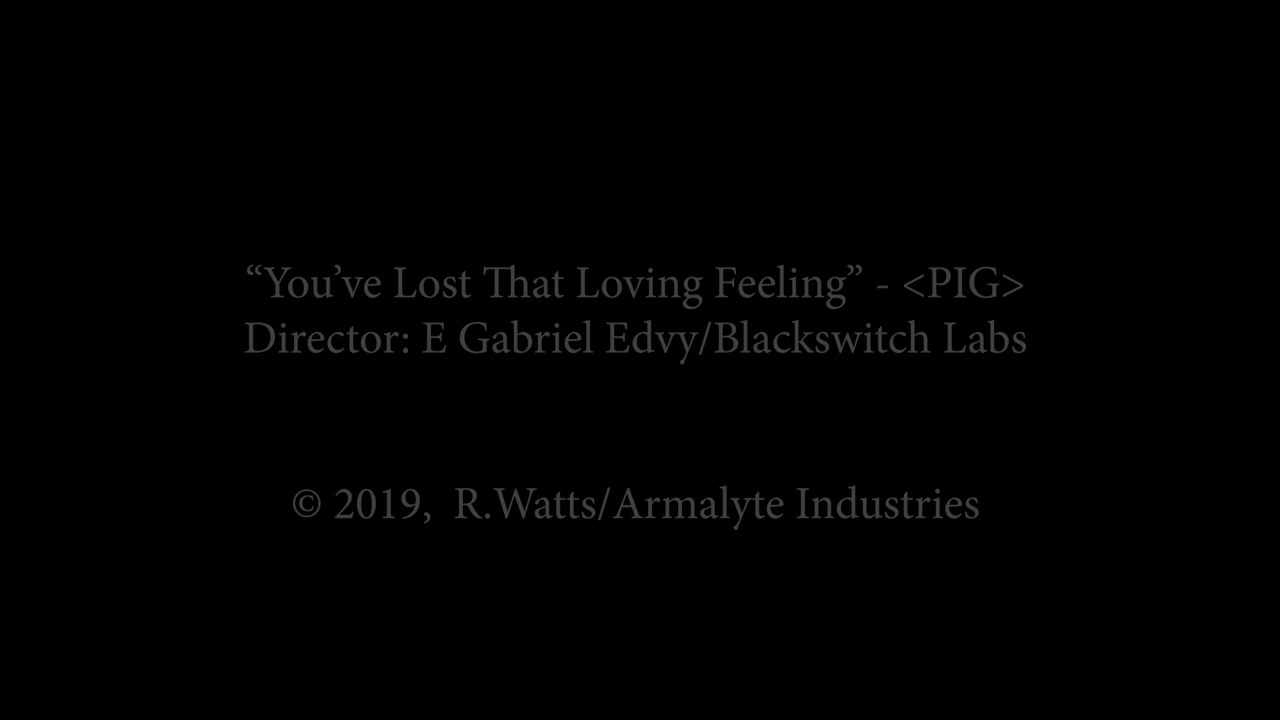 “You’ve Lost That Loving Feeling” - <PIG>
Director: E Gabriel Edvy/Blackswitch Labs
© 2019,  R.Watts/Armalyte Industries